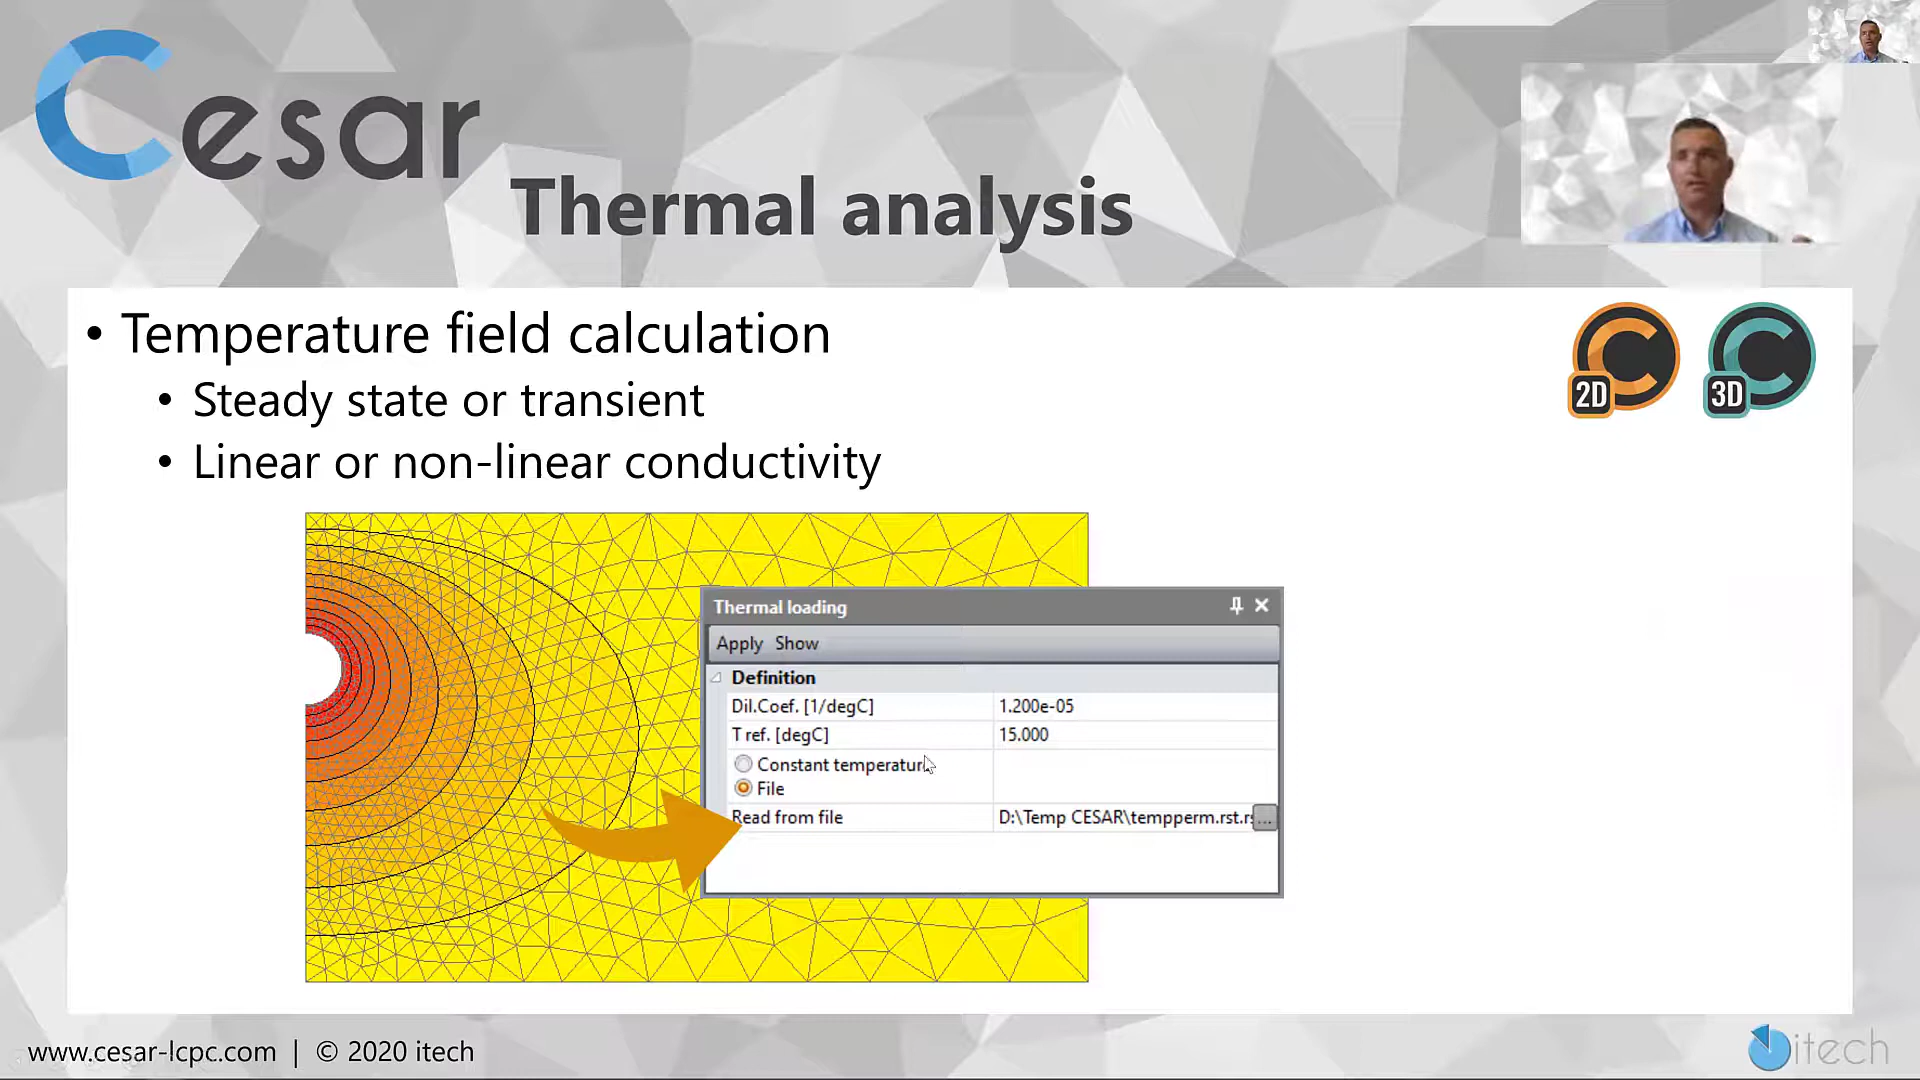 Cesar
Thermal analysis
• Temperature field calculation
• Steady state or transient
• Linear or non-linear conductivity
2D
3D
Thermal loading
Apply Show
Definition
Dil.Coef. [1/degC] 1.200e-05
T ref. [degC] 15.000
Constant temperature
File
Read from file D:\Temp CESAR\tempperm.rst.rs
...
www.cesar-lcpc.com | © 2020 itech
itech